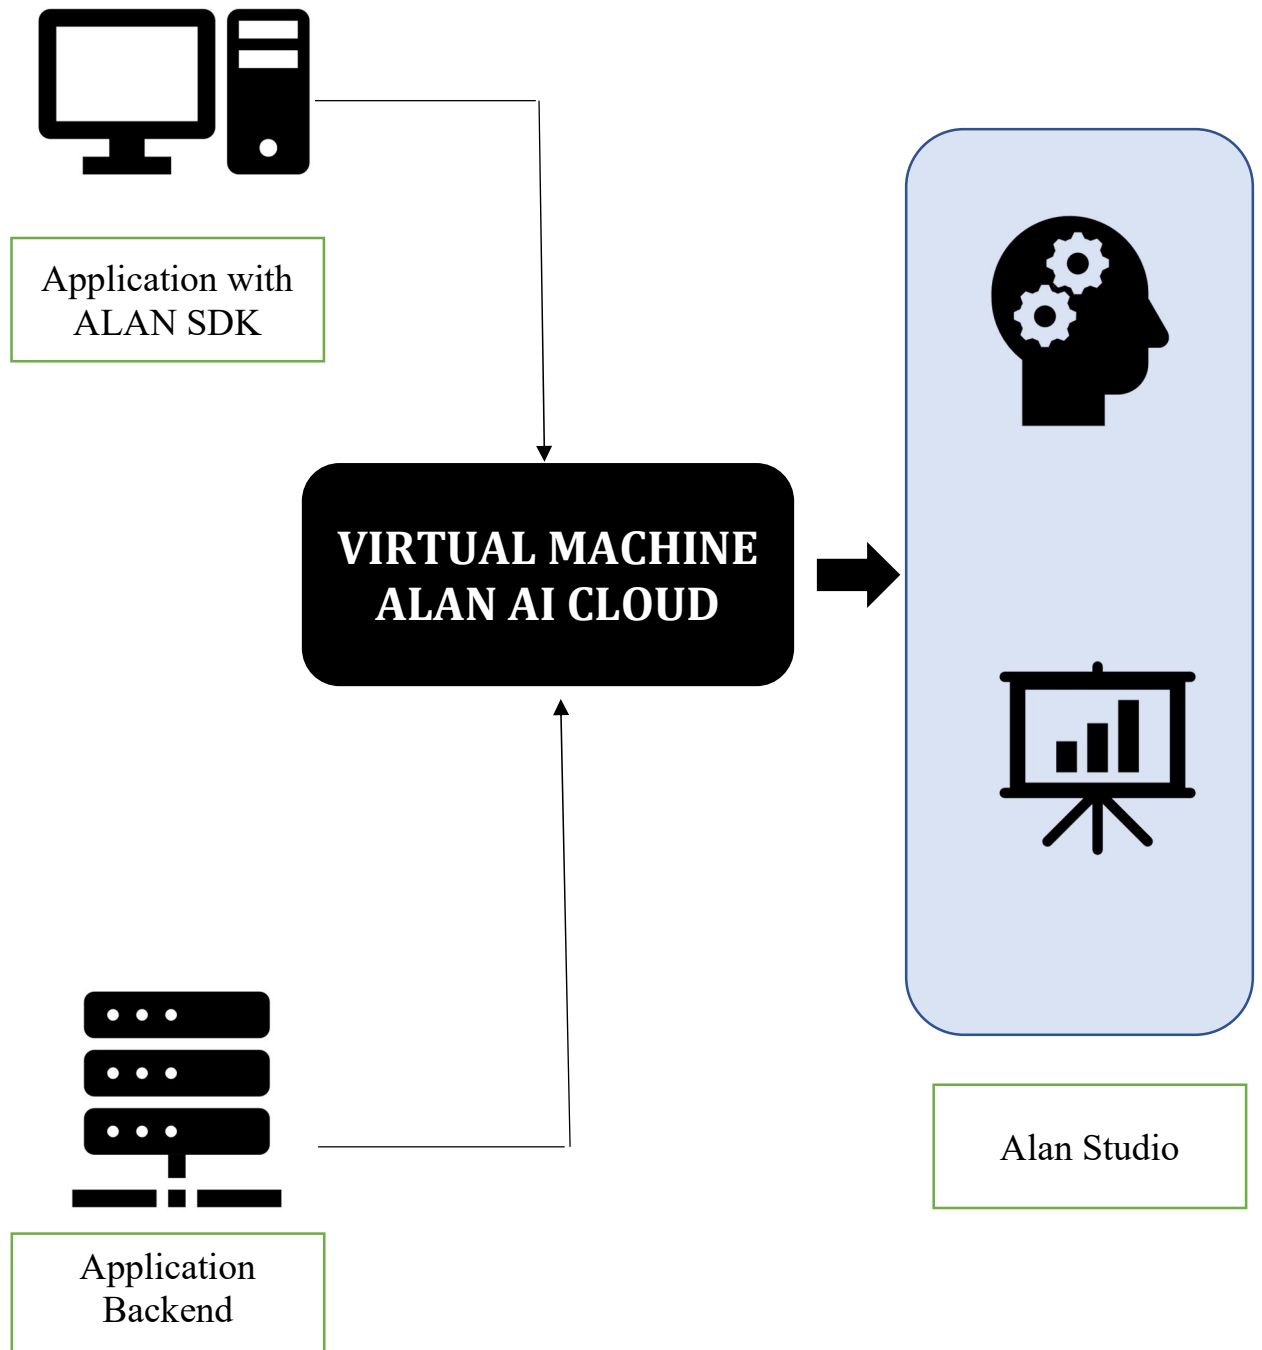 Application with
ALAN SDK
VIRTUAL MACHINE
ALAN AI CLOUD
Alan Studio
Application
Backend